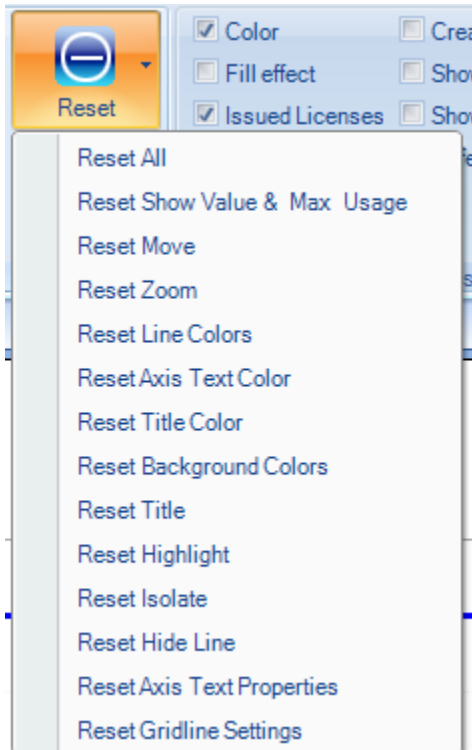 Reset
Color
Fill effect
Issued Licenses
Reset All
Reset Show Value & Max Usage
Reset Move
Reset Zoom
Reset Line Colors
Reset Axis Text Color
Reset Title Color
Reset Background Colors
Reset Title
Reset Highlight
Reset Isolate
Reset Hide Line
Reset Axis Text Properties
Reset Gridline Settings